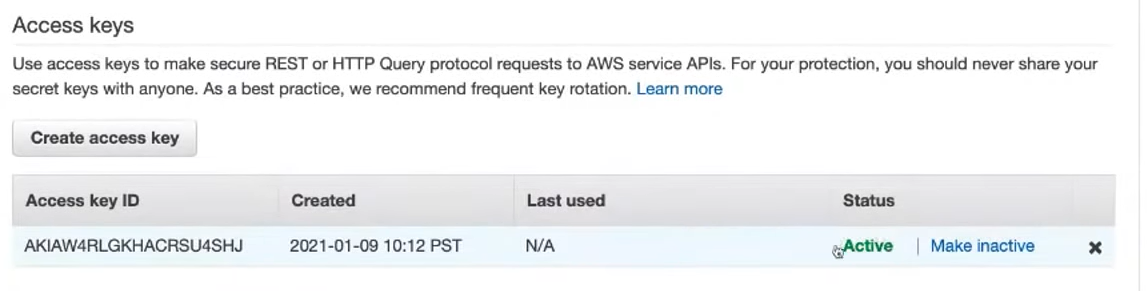 Access keys
Use access keys to make secure REST or HTTP Query protocol requests to AWS service APIs. For your protection, you should never share your
secret keys with anyone. As a best practice, we recommend frequent key rotation. Learn more
Create access key
Access key ID Created Last used Status
AKIAW4RLGKHACRSU4SHJ 2021-01-09 10:12 PST N/A Active | Make inactive ✖